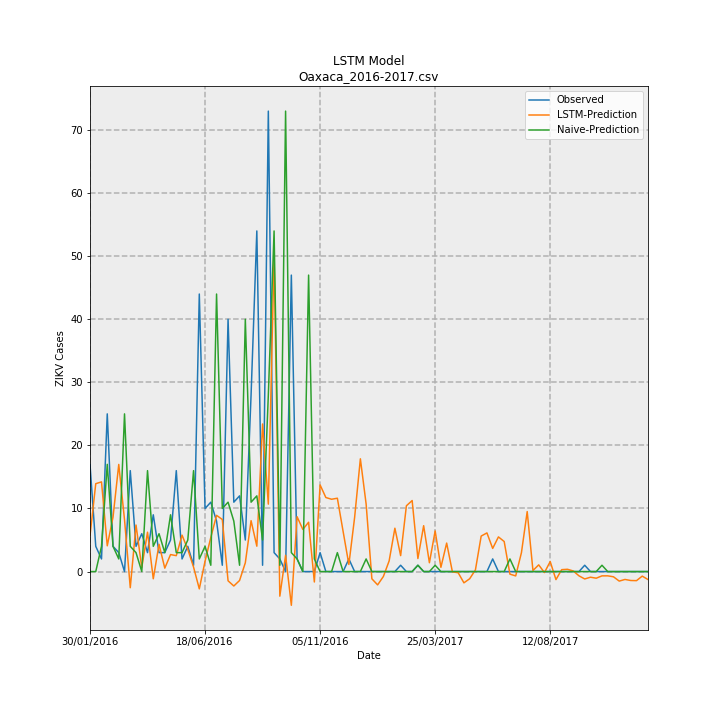 LSTM Model
Oaxaca_2016-2017.csv
Observed
LSTM-Prediction
Naive-Prediction
ZIKV Cases
70
60
50
40
30
20
10
0
30/01/2016
18/06/2016
05/11/2016
25/03/2017
12/08/2017
Date